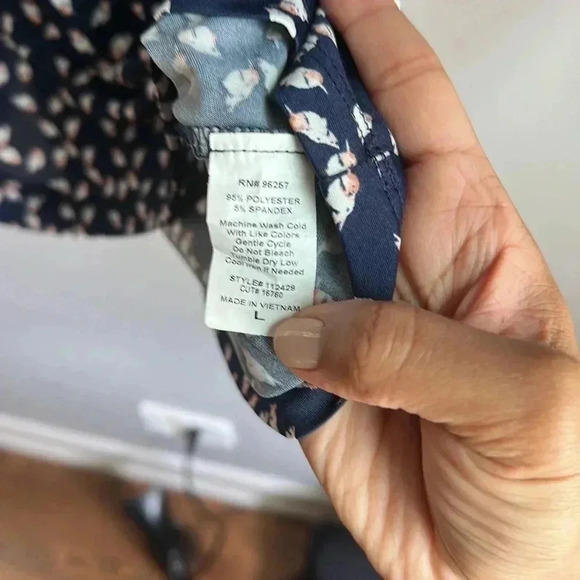 RN# 96257
95% POLYESTER
5% SPANDEX
Machine Wash Cold
With Like Colors
Gentle Cycle
Do Not Bleach
Tumble Dry Low
Cool Iron If Needed
STYLE# 112429
CUT# 16760
MADE IN VIETNAM
L